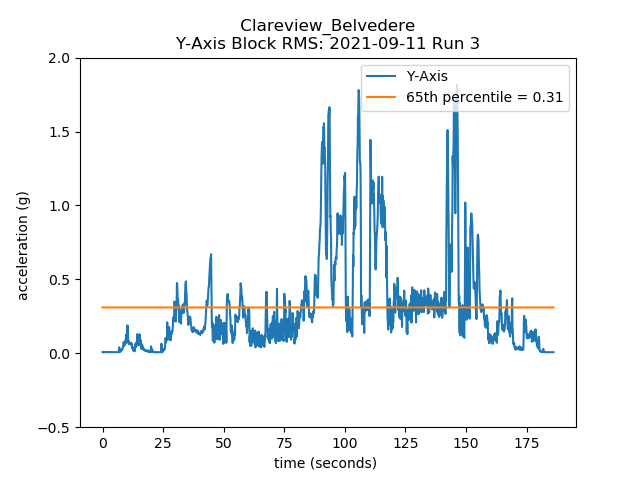 Clareview_Belvedere
Y-Axis Block RMS: 2021-09-11 Run 3
Y-Axis
65th percentile = 0.31
2.0
1.5
1.0
0.5
0.0
−0.5
acceleration (g)
0 25 50 75 100 125 150 175
time (seconds)